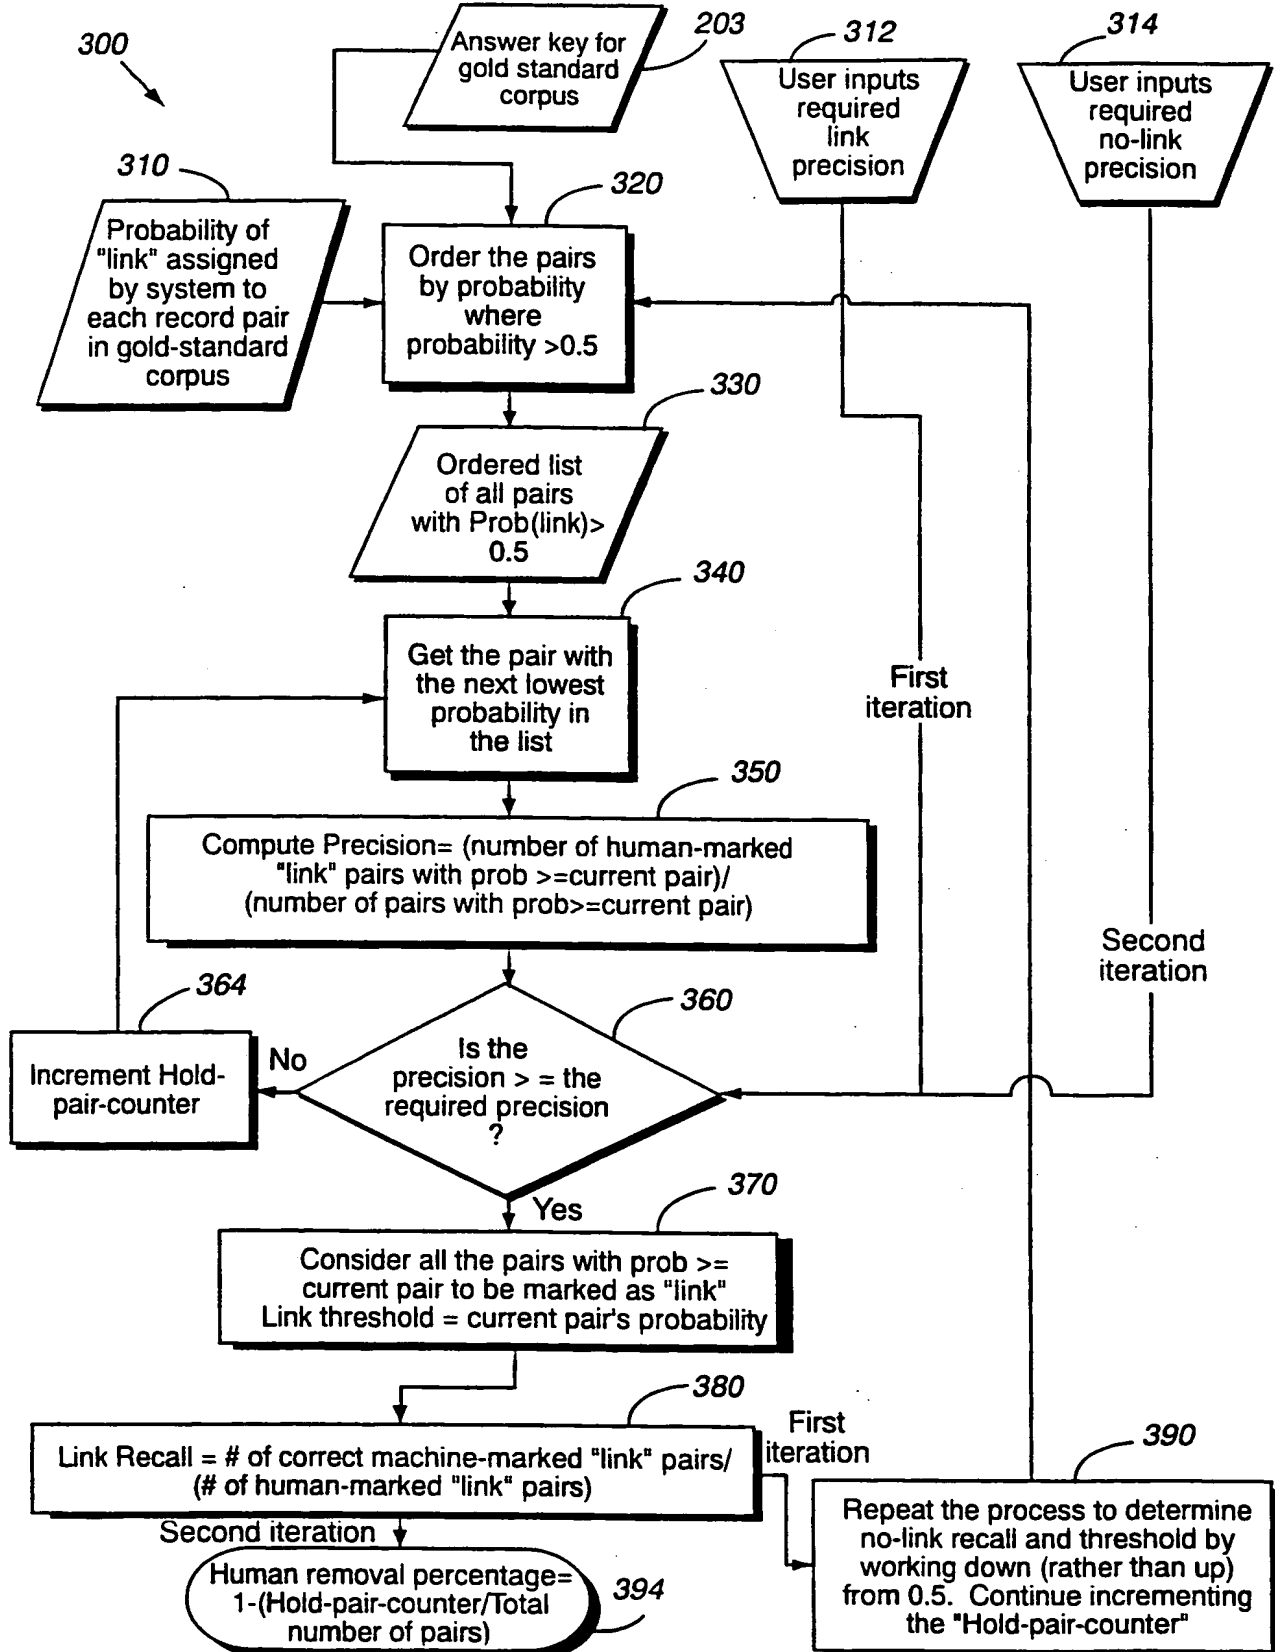 300
Answer key for
gold standard
corpus
203
312
User inputs
required
link
precision
314
User inputs
required
no-link
precision
310
Probability of
"link" assigned
by system to
each record pair
in gold-standard
corpus
320
Order the pairs
by probability
where
probability >0.5
330
Ordered list
of all pairs
with Prob(link)>
0.5
340
Get the pair with
the next lowest
probability in
the list
First
iteration
350
Compute Precision= (number of human-marked
"link" pairs with prob >=current pair)/
(number of pairs with prob>=current pair)
Second
iteration
364
Increment Hold-
pair-counter
No
360
Is the
precision > = the
required precision
?
Yes
370
Consider all the pairs with prob >=
current pair to be marked as "link"
Link threshold = current pair's probability
380
Link Recall = # of correct machine-marked "link" pairs/
(# of human-marked "link" pairs)
First
iteration
390
Repeat the process to determine
no-link recall and threshold by
working down (rather than up)
from 0.5. Continue incrementing
the "Hold-pair-counter"
Second iteration
Human removal percentage=
1-(Hold-pair-counter/Total
number of pairs)
394